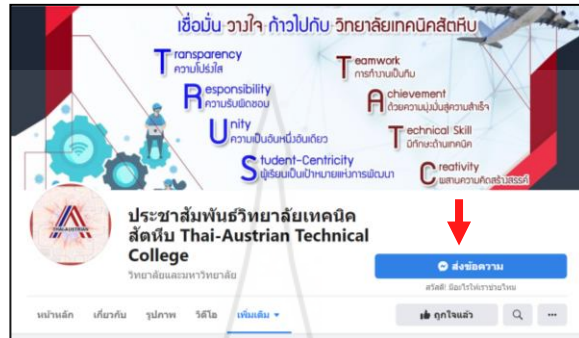 เชื่อมั่น วางใจ ก้าวไปกับ วิทยาลัยเทคนิคสัตหีบ
Transparency
ความโปร่งใส
Responsibility
ความรับผิดชอบ
Unity
ความเป็นอันหนึ่งอันเดียว
Student-Centricity
ผู้เรียนเป็นเป้าหมายแห่งการพัฒนา
Teamwork
การทำงานเป็นทีม
Achievement
ด้วยความมุ่งมั่นสู่ความสำเร็จ
Technical Skill
มีทักษะด้านเทคนิค
Creativity
ผสานความคิดสร้างสรรค์
THAI-AUSTRIAN
ประชาสัมพันธ์วิทยาลัยเทคนิค
สัตหีบ Thai-Austrian Technical
College
วิทยาลัยและมหาวิทยาลัย
ส่งข้อความ
สวัสดี! มีอะไรให้เราช่วยไหม
หน้าหลัก เกี่ยวกับ รูปภาพ วิดีโอ เพิ่มเติม ถูกใจแล้ว